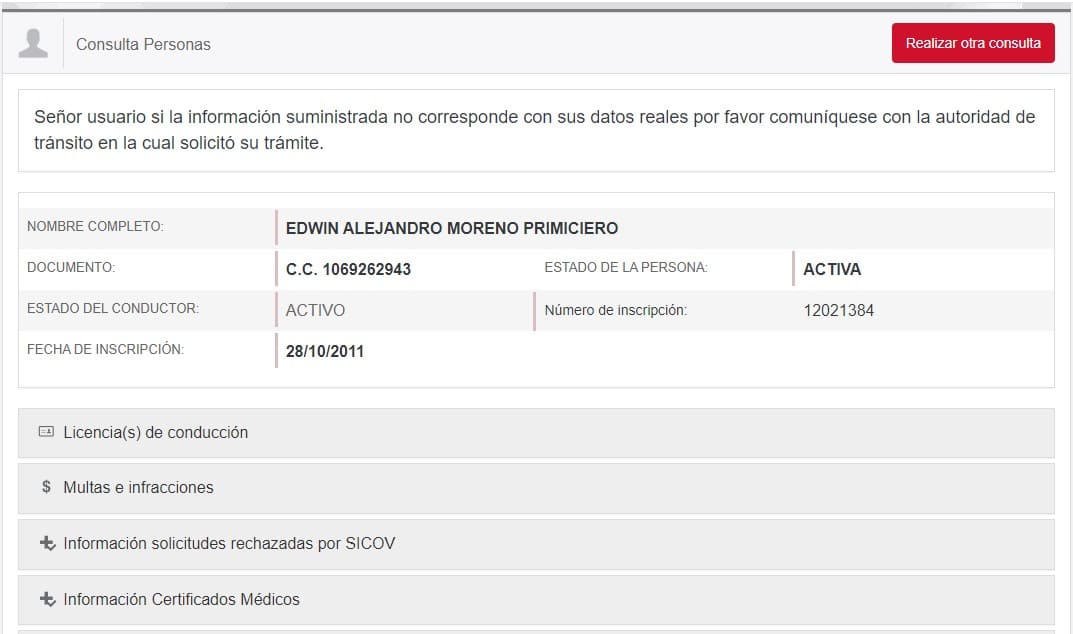 Consulta Personas
Realizar otra consulta
Señor usuario si la información suministrada no corresponde con sus datos reales por favor comuníquese con la autoridad de
tránsito en la cual solicitó su trámite.
NOMBRE COMPLETO: EDWIN ALEJANDRO MORENO PRIMICIERO
DOCUMENTO: C.C. 1069262943 ESTADO DE LA PERSONA: ACTIVA
ESTADO DEL CONDUCTOR: ACTIVO Número de inscripción: 12021384
FECHA DE INSCRIPCIÓN: 28/10/2011
Licencia(s) de conducción
$ Multas e infracciones
Información solicitudes rechazadas por SICOV
Información Certificados Médicos